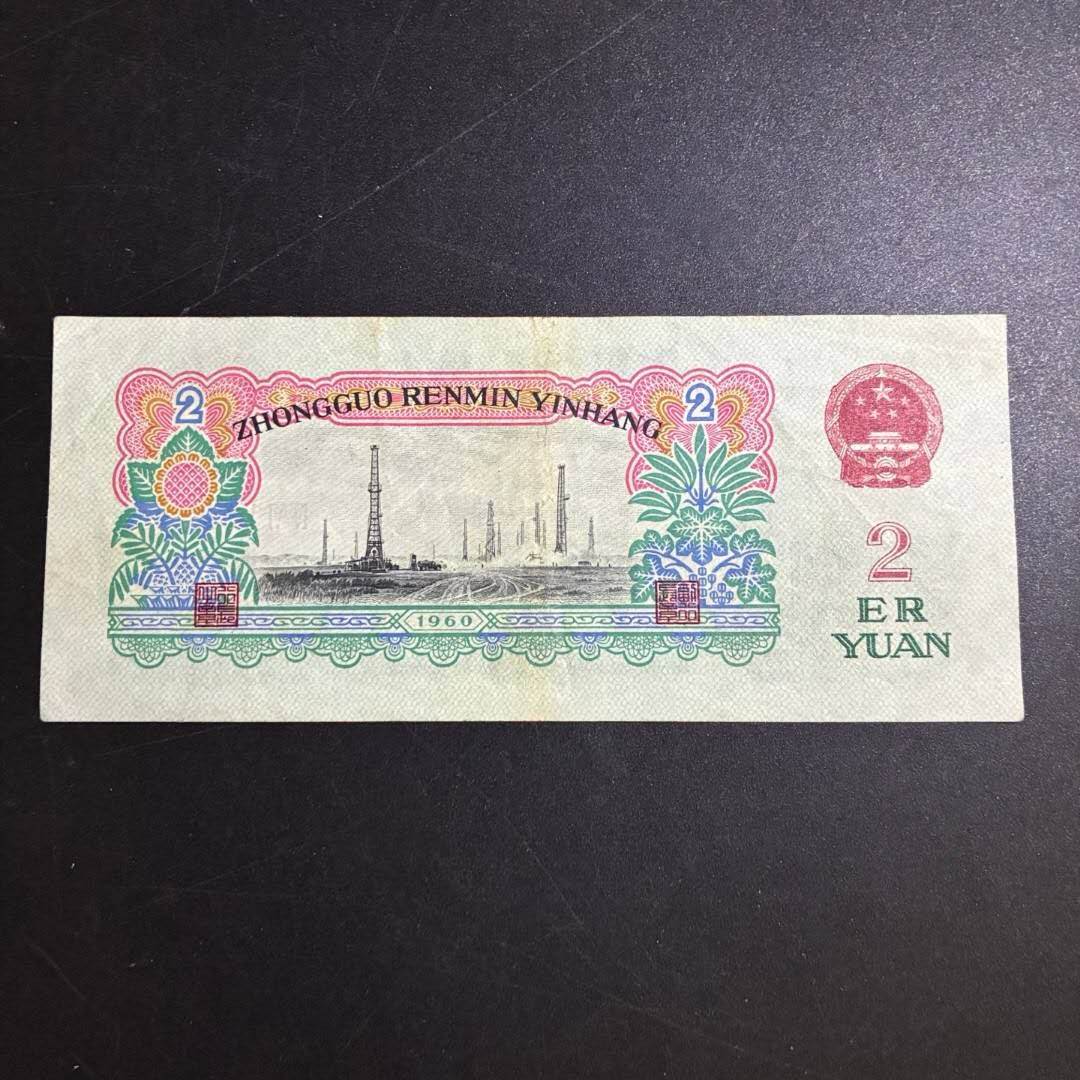 2
ZHONGGUO RENMIN YINHANG
2
1960
2
ER
YUAN